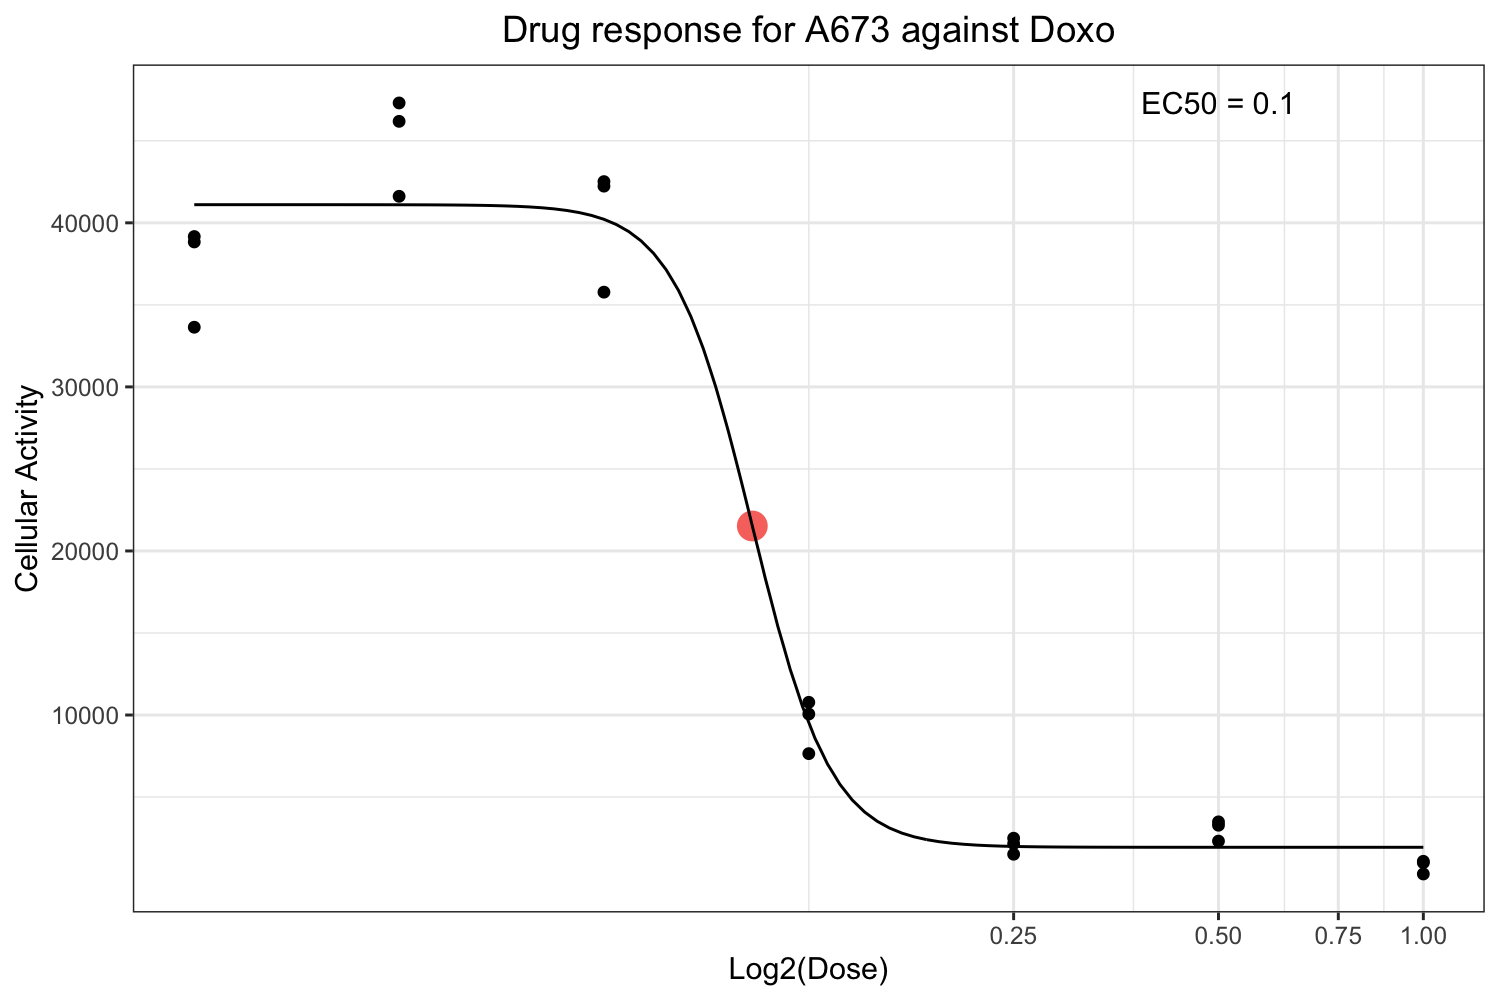 Drug response for A673 against Doxo
EC50 = 0.1
Cellular Activity
40000
30000
20000
10000
0.25 0.50 0.75 1.00
Log2(Dose)